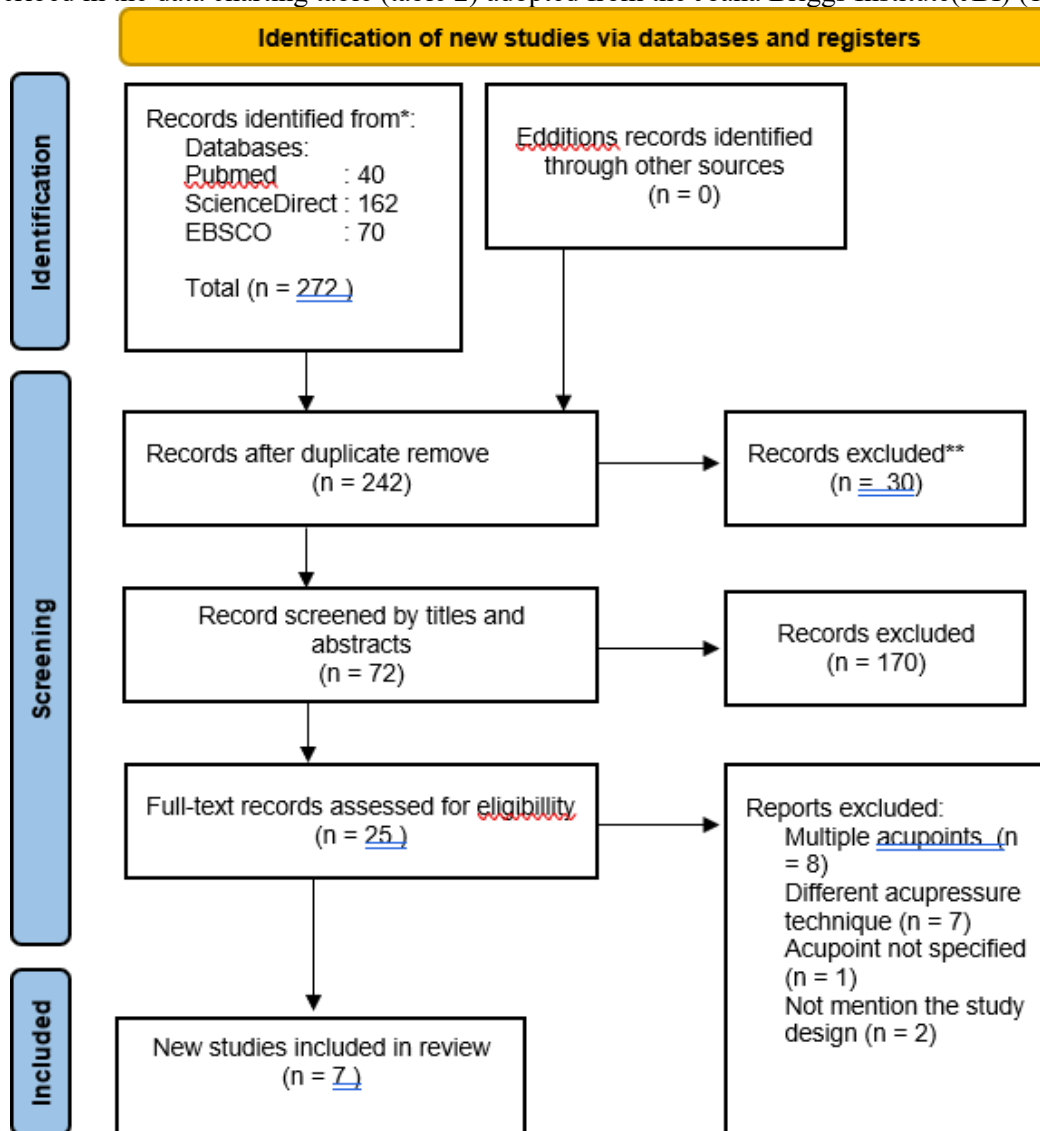 Identification of new studies via databases and registers
Identification
Records identified from*:
Databases:
Pubmed : 40
ScienceDirect : 162
EBSCO : 70
Total (n = 272 )
Edditions records identified
through other sources
(n = 0)
Screening
Records after duplicate remove
(n = 242)
Records excluded**
(n = 30)
Record screened by titles and
abstracts
(n = 72)
Records excluded
(n = 170)
Full-text records assessed for eligibillity
(n = 25 )
Reports excluded:
Multiple acupoints (n
= 8)
Different acupressure
technique (n = 7)
Acupoint not specified
(n = 1)
Not mention the study
design (n = 2)
Included
New studies included in review
(n = 7 )